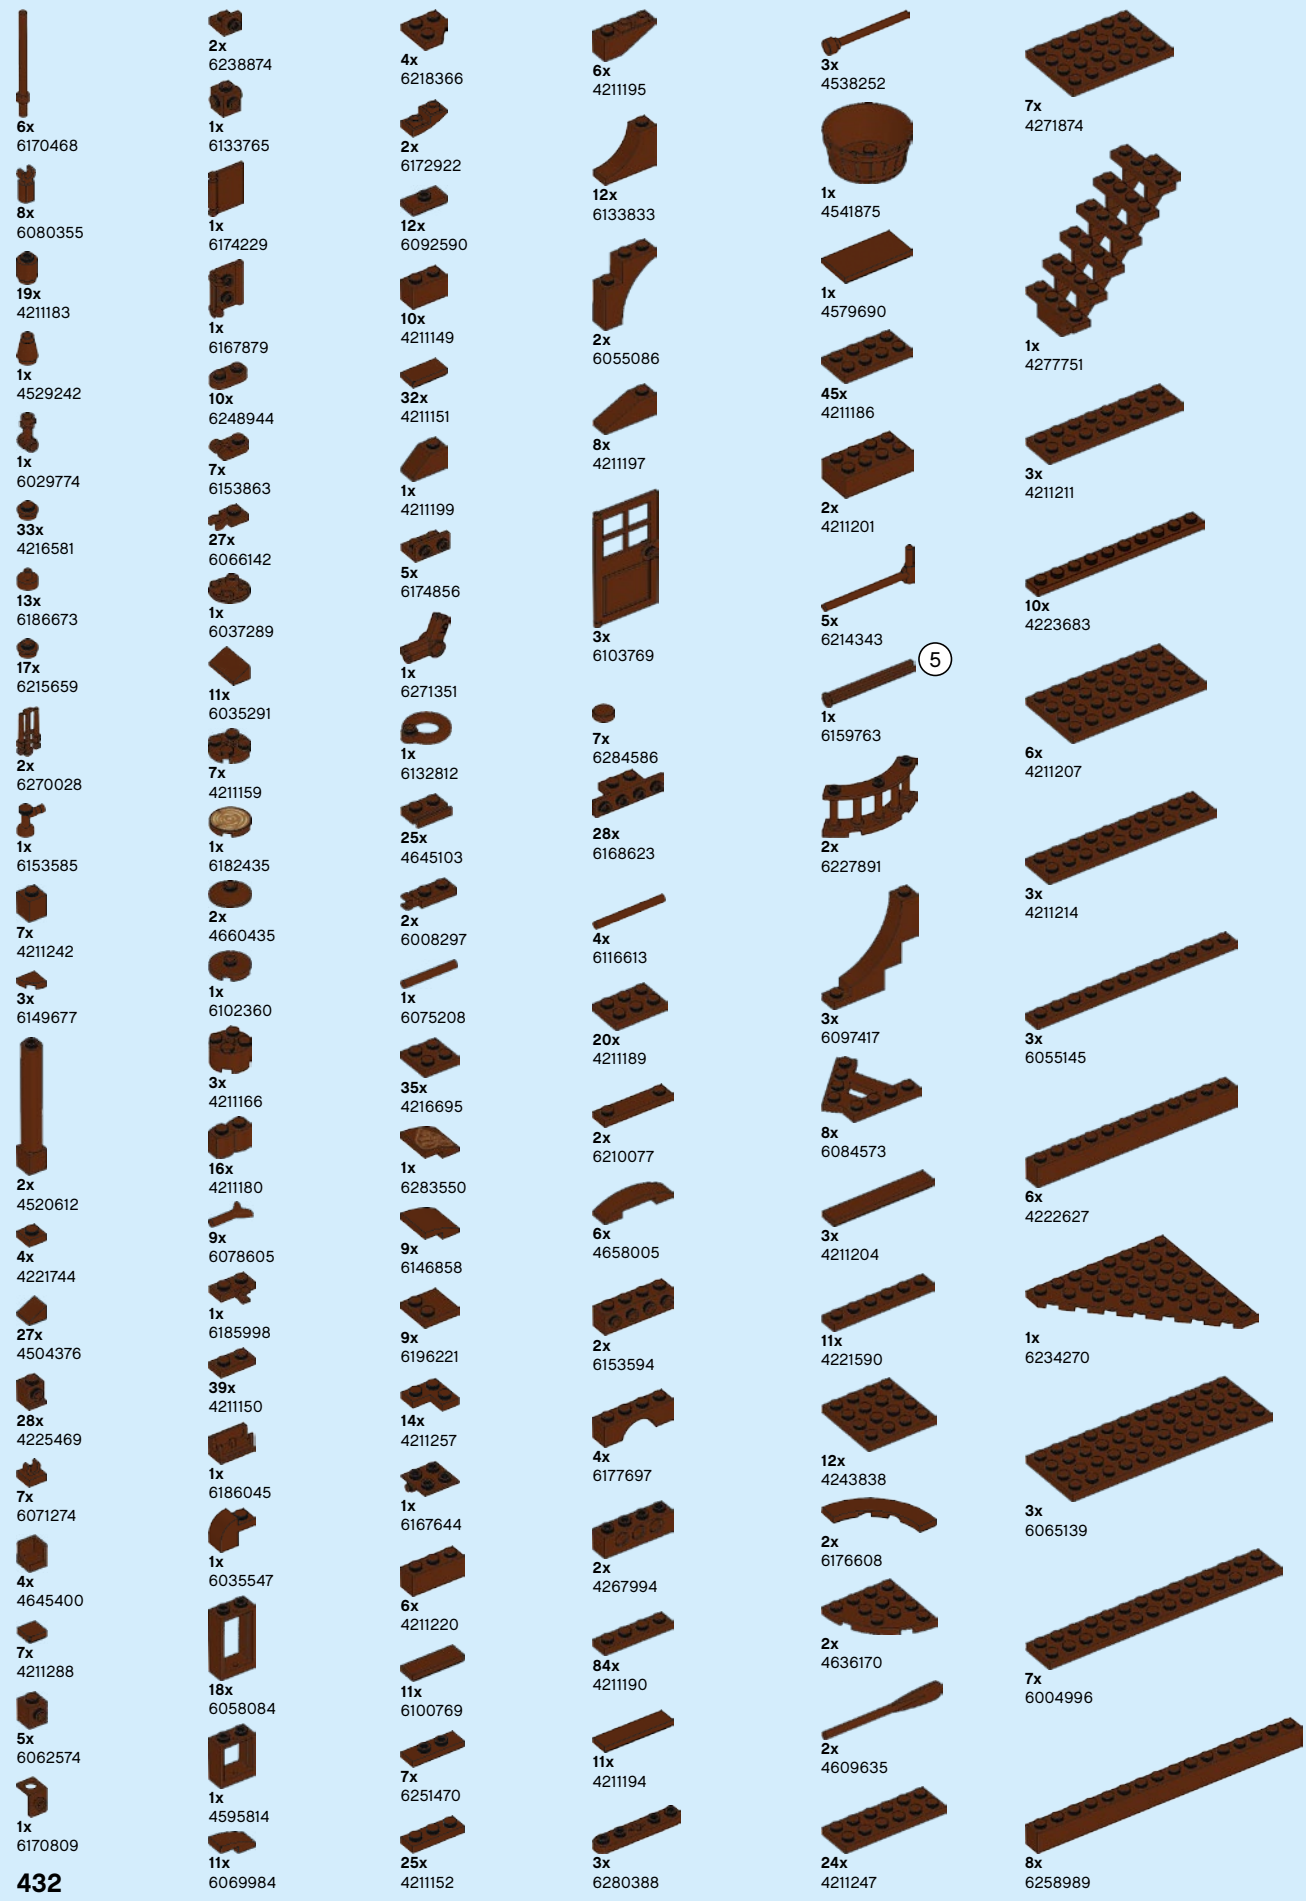 6x
6170468
8x
6080355
19x
4211183
1x
4529242
1x
6029774
33x
4216581
13x
6186673
17x
6215659
2x
6270028
1x
6153585
7x
4211242
3x
6149677
2x
4520612
4x
4221744
27x
4504376
28x
4225469
7x
6071274
4x
4645400
7x
4211288
5x
6062574
1x
6170809
432
2x
6238874
1x
6133765
1x
6174229
1x
6167879
10x
6248944
7x
6153863
27x
6066142
1x
6037289
11x
6035291
7x
4211159
1x
6182435
2x
4660435
1x
6102360
3x
4211166
16x
4211180
9x
6078605
1x
6185998
39x
4211150
1x
6186045
1x
6035547
18x
6058084
1x
4595814
11x
6069984
4x
6218366
2x
6172922
12x
6092590
10x
4211149
32x
4211151
1x
4211199
5x
6174856
1x
6271351
1x
6132812
25x
4645103
2x
6008297
1x
6075208
35x
4216695
1x
6283550
9x
6146858
9x
6196221
14x
4211257
1x
6167644
6x
4211220
11x
6100769
7x
6251470
25x
4211152
6x
4211195
12x
6133833
2x
6055086
8x
4211197
3x
6103769
7x
6284586
28x
6168623
4x
6116613
20x
4211189
2x
6210077
6x
4658005
2x
6153594
4x
6177697
2x
4267994
84x
4211190
11x
4211194
3x
6280388
3x
4538252
1x
4541875
1x
4579690
45x
4211186
2x
4211201
5x
6214343
5
1x
6159763
2x
6227891
3x
6097417
8x
6084573
3x
4211204
11x
4221590
12x
4243838
2x
6176608
2x
4636170
2x
4609635
24x
4211247
7x
4271874
1x
4277751
3x
4211211
10x
4223683
6x
4211207
3x
4211214
3x
6055145
6x
4222627
1x
6234270
3x
6065139
7x
6004996
8x
6258989